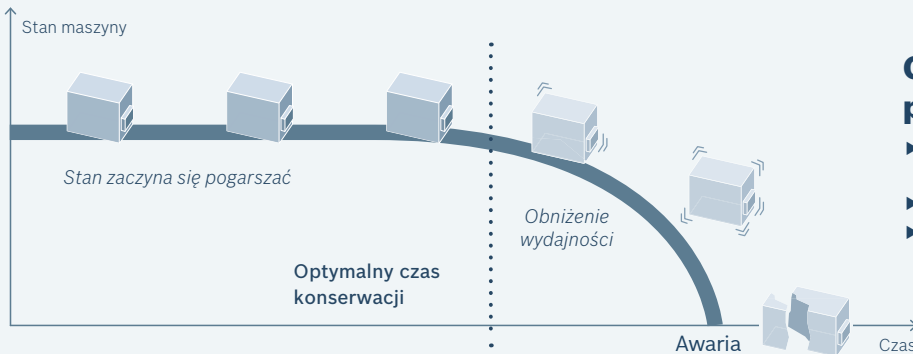 Stan maszyny
Stan zaczyna się pogarszać
Obniżenie
wydajności
Optymalny czas
konserwacji
Awaria
Czas